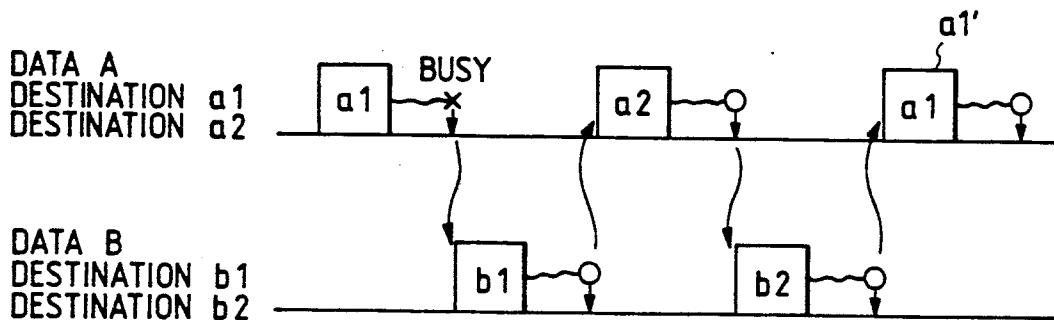 a1'
DATA A
DESTINATION a1
DESTINATION a2
a1
BUSY
a2
a1
DATA B
DESTINATION b1
DESTINATION b2
b1
b2